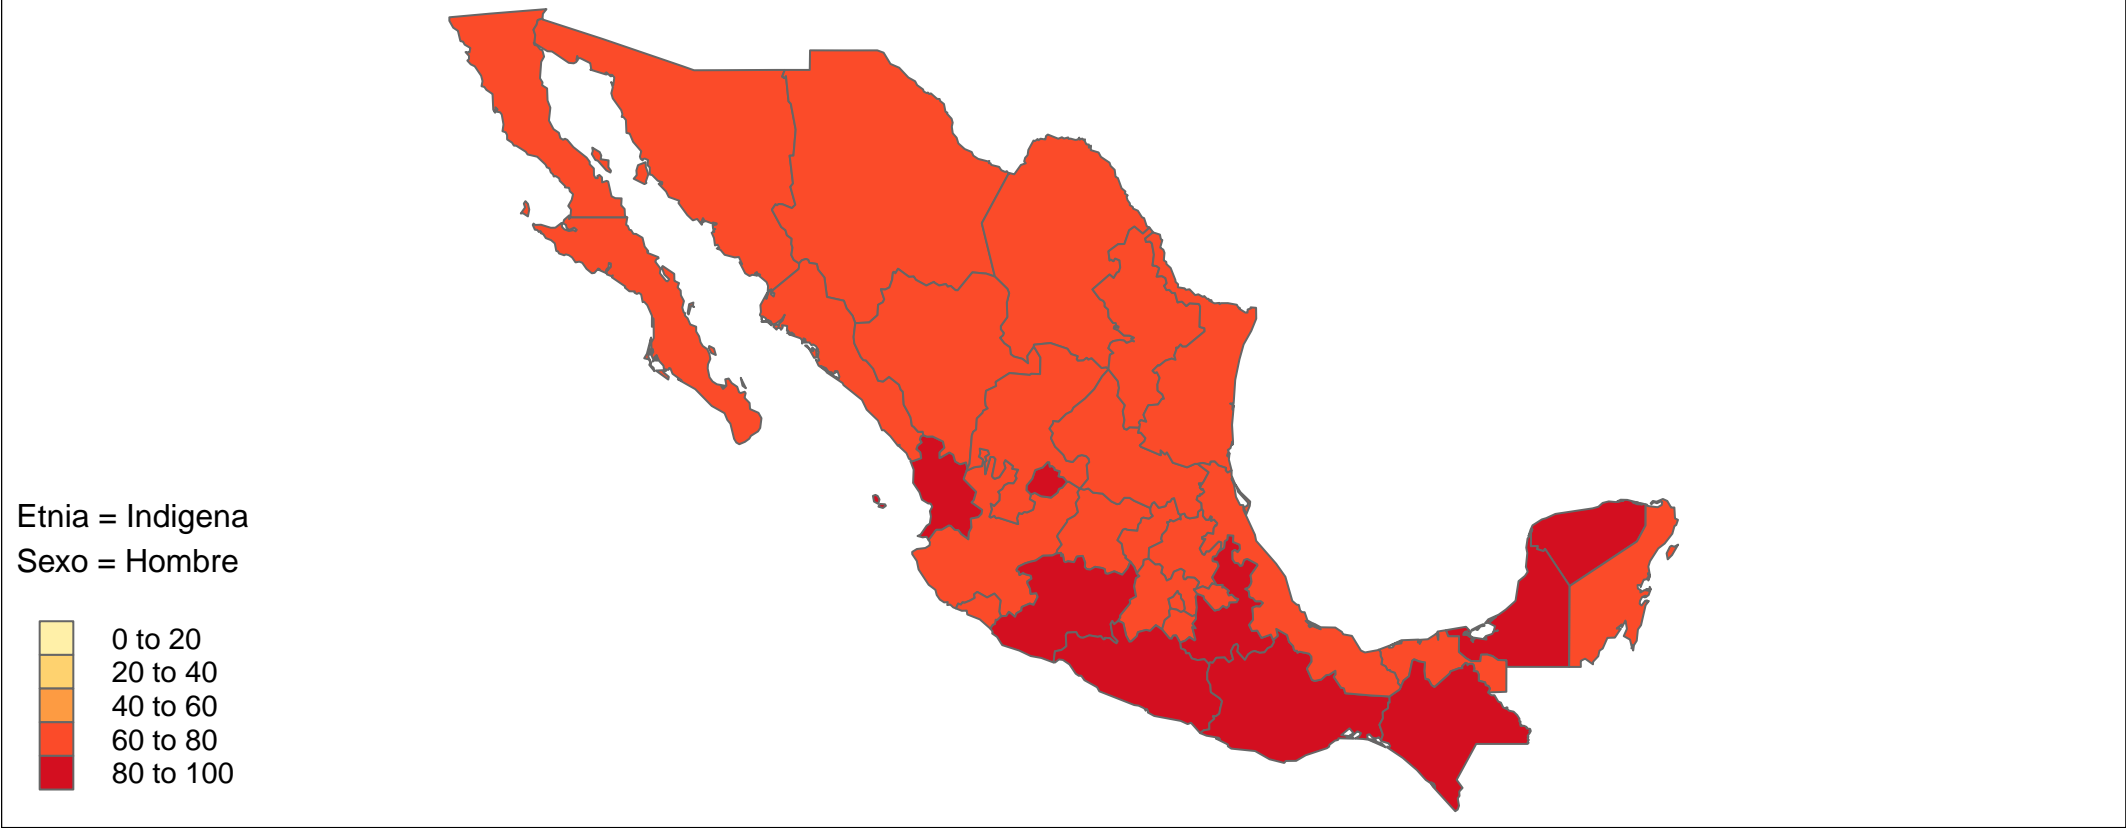 Etnia = Indigena
Sexo = Hombre
0 to 20
20 to 40
40 to 60
60 to 80
80 to 100